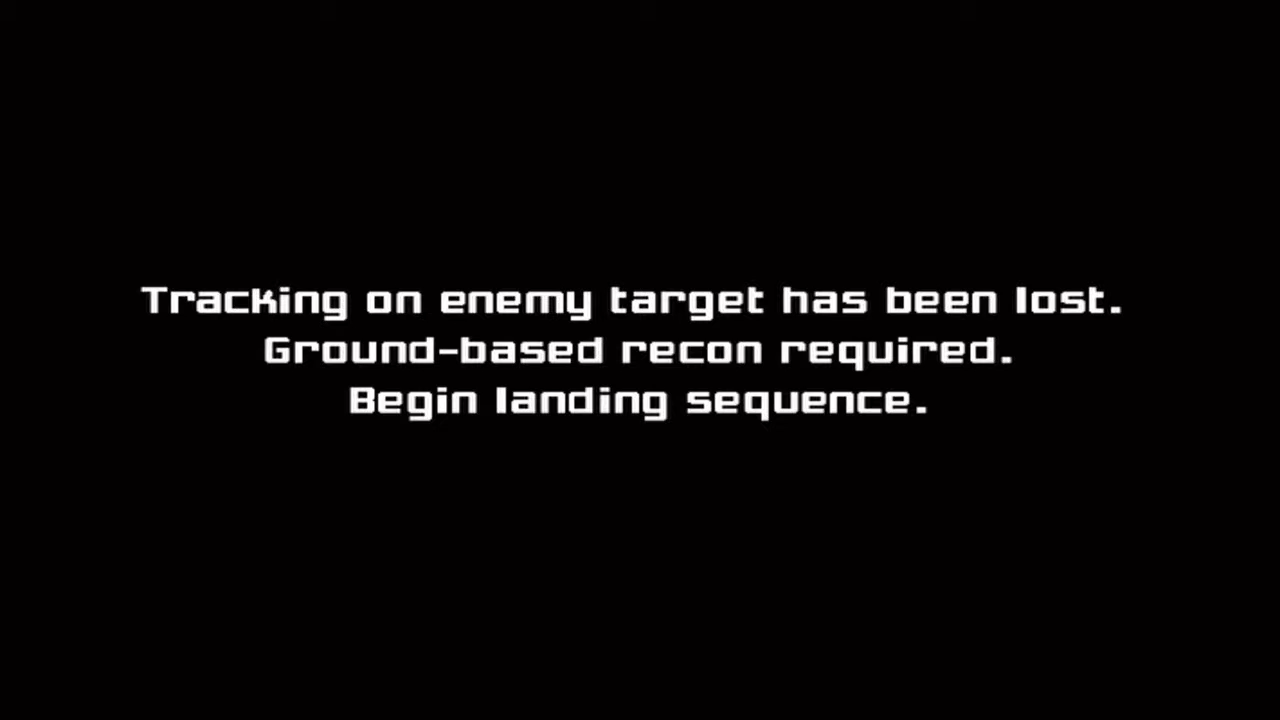 Tracking on enemy target has been lost.
Ground-based recon required.
Begin landing sequence.